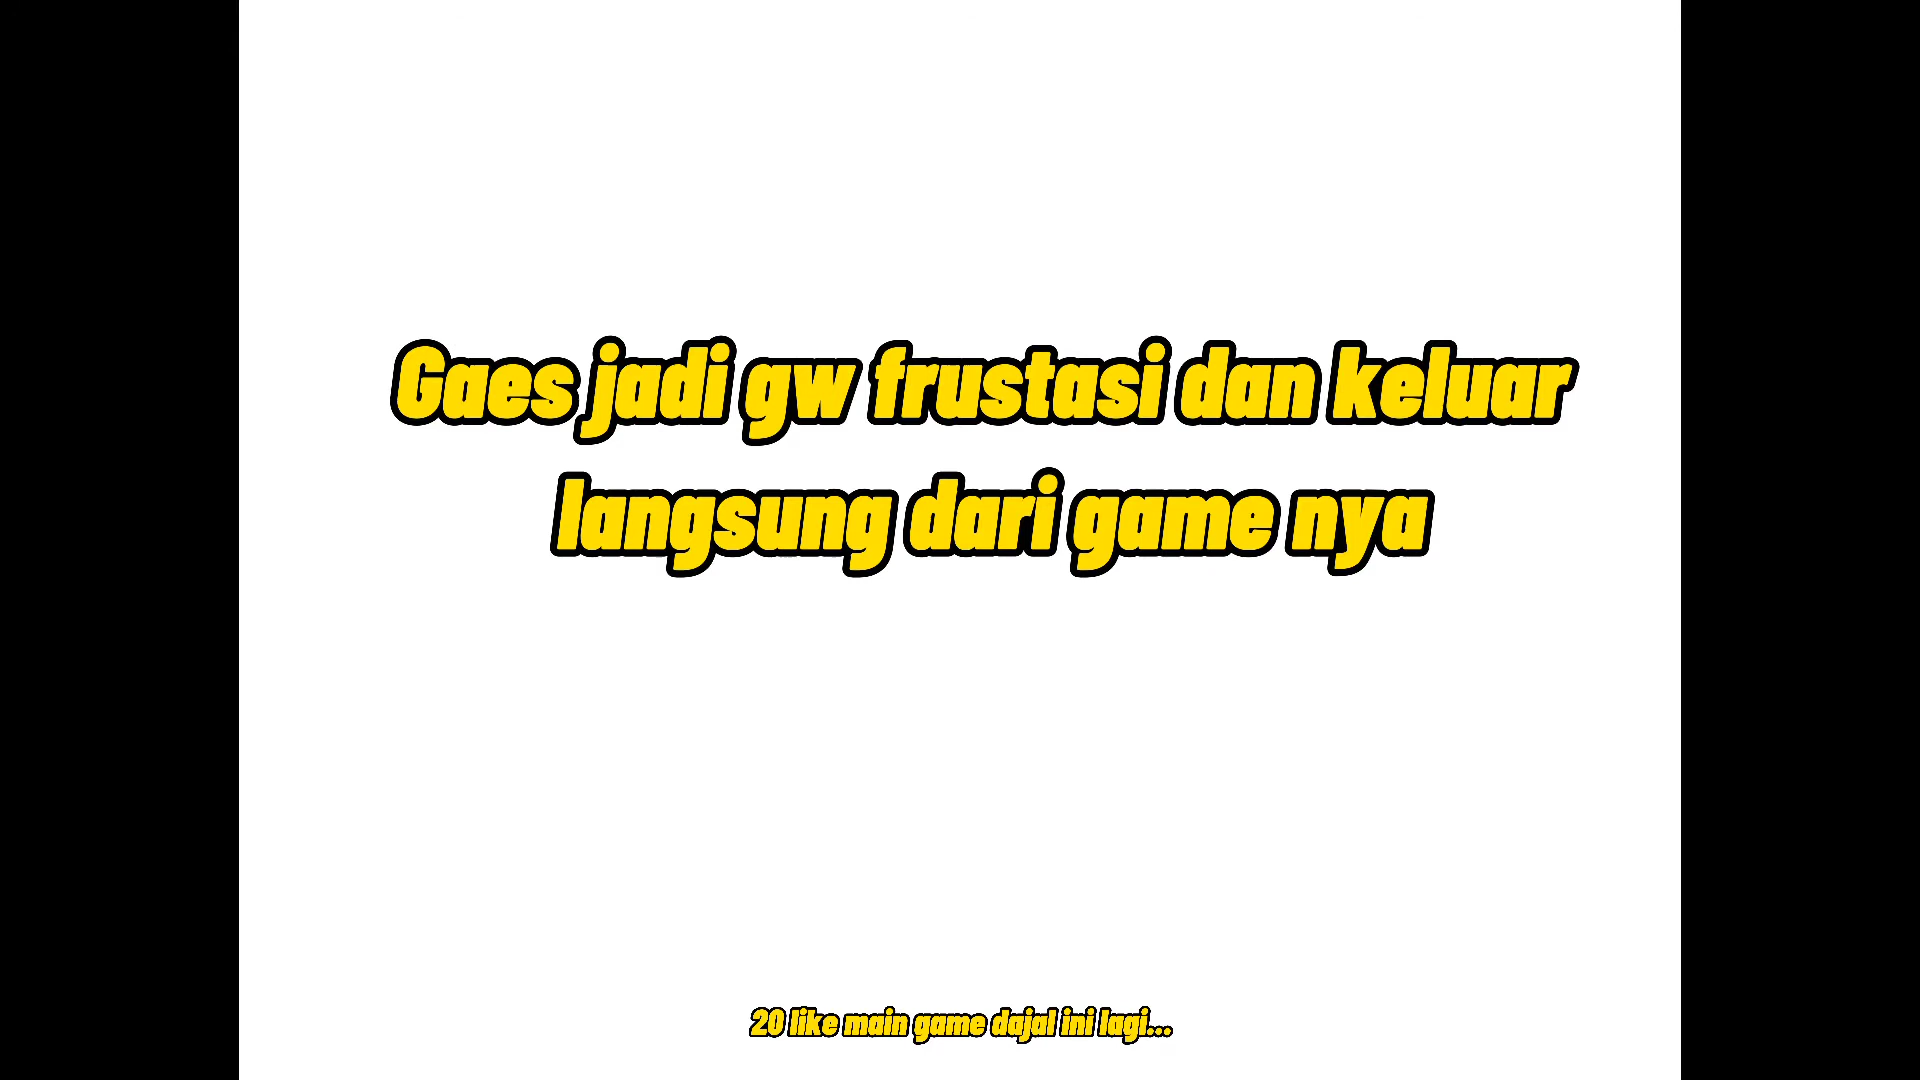 Gaes jadi gw frustasi dan keluar
langsung dari game nya
20 like main game dajal ini lagi...